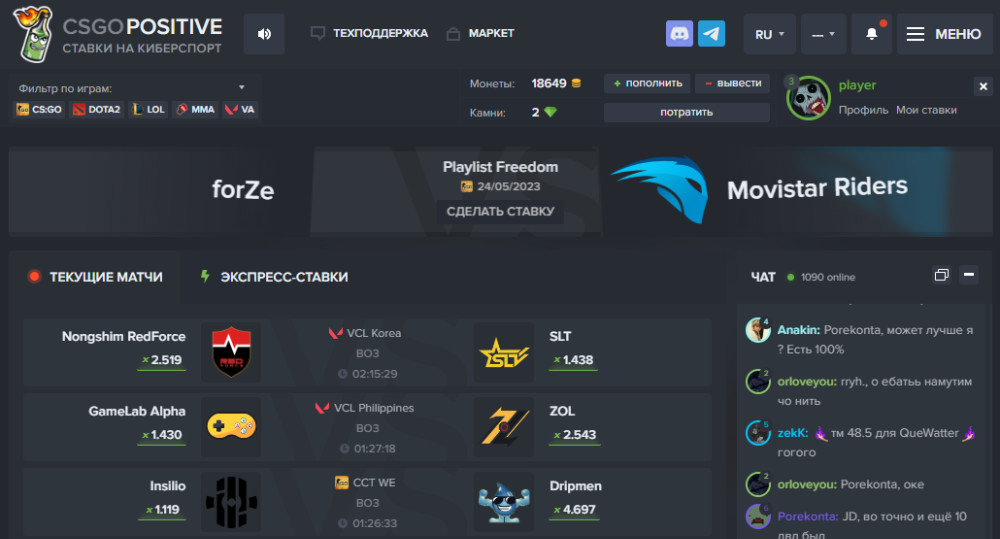 CSGOPOSITIVE
СТАВКИ НА КИБЕРСПОРТ
ТЕХПОДДЕРЖКА
МАРКЕТ
RU
---
МЕНЮ
Фильтр по играм:
CS:GO DOTA2 LOL MMA VA
Монеты: 18649
+ пополнить
− вывести
Камни: 2
потратить
3
player
Профиль Мои ставки
forZe
Playlist Freedom
24/05/2023
СДЕЛАТЬ СТАВКУ
Movistar Riders
ТЕКУЩИЕ МАТЧИ
ЭКСПРЕСС-СТАВКИ
Nongshim RedForce
x 2.519
RED
FORCE
VCL Korea
BO3
02:15:29
SLT
SLT
x 1.438
GameLab Alpha
x 1.430
VCL Philippines
BO3
01:27:18
ZOL
x 2.543
Insilio
x 1.119
CCT WE
BO3
01:26:33
Dripmen
x 4.697
ЧАТ 1090 online
4
Anakin: Porekonta, может лучше я
? Есть 100%
2
orloveyou: rryh., о ебатьь намутим
чо нить
5
zekK: тм 48.5 для QueWatter
гогого
2
orloveyou: Porekonta, оке
Porekonta: JD, во точно и ещё 10